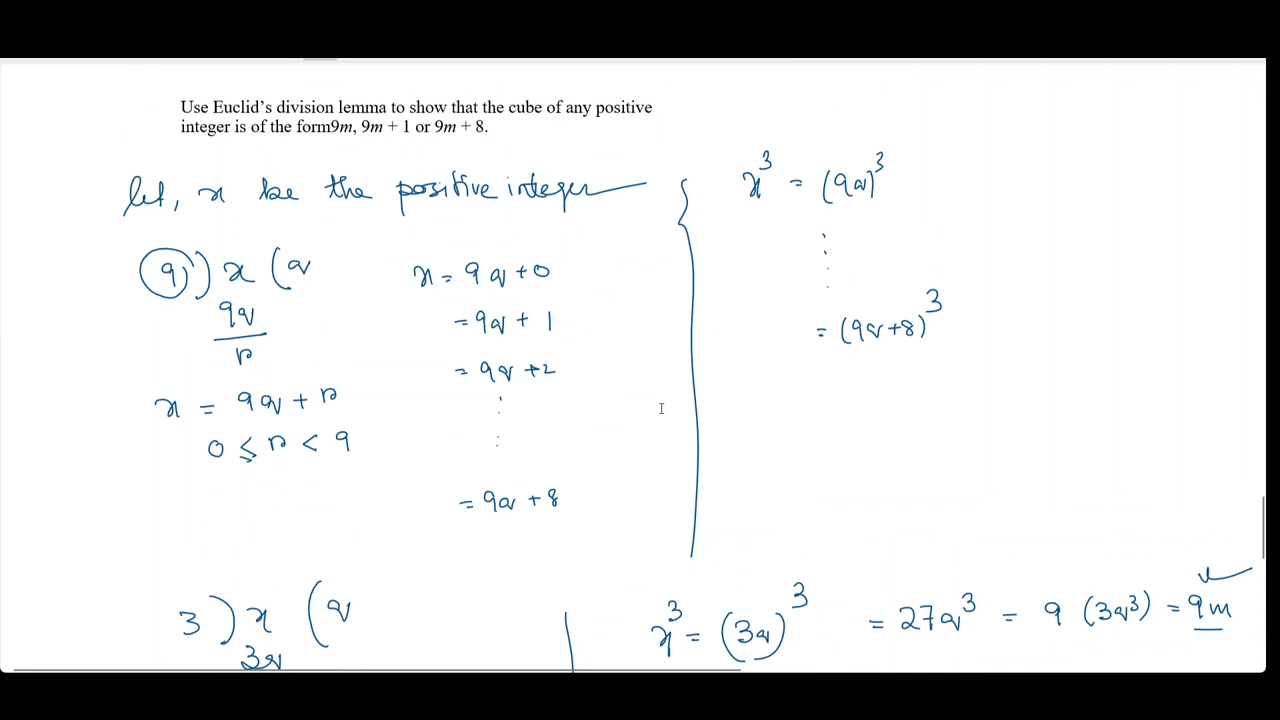 Use Euclid's division lemma to show that the cube of any positive
integer is of the form9m, 9m + 1 or 9m + 8.
let, x be the positive integer
9) x (q
9q
r
x = 9q + r
0 ≤ r < 9
x = 9q + 0
= 9q + 1
= 9q + 2
= 9q + 8
x³ = (9q)³
= (9q+8)³
3) x (q
3q
x³ = (3q)³ = 27q³ = 9 (3q³) = 9m